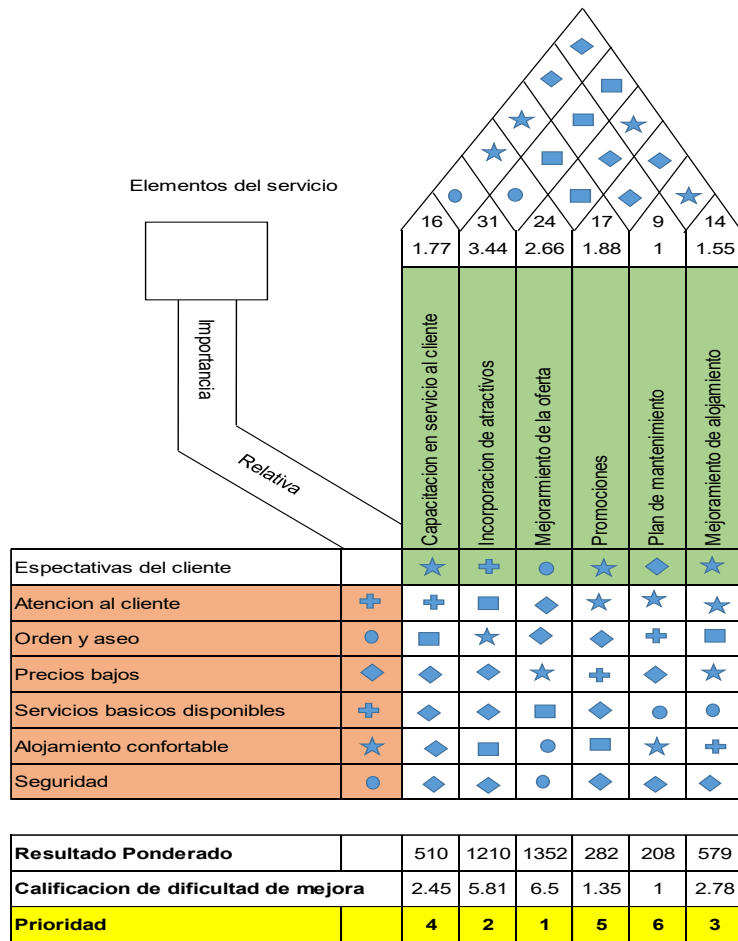 Elementos del servicio
16 31 24 17 9 14
1.77 3.44 2.66 1.88 1 1.55
Importancia
Relativa
Capacitacion en servicio al cliente
Incorporacion de atractivos
Mejorarmiento de la oferta
Promociones
Plan de mantenimiento
Mejoramiento de alojamiento
Espectativas del cliente
Atencion al cliente
Orden y aseo
Precios bajos
Servicios basicos disponibles
Alojamiento confortable
Seguridad
Resultado Ponderado 510 1210 1352 282 208 579
Calificacion de dificultad de mejora 2.45 5.81 6.5 1.35 1 2.78
Prioridad 4 2 1 5 6 3